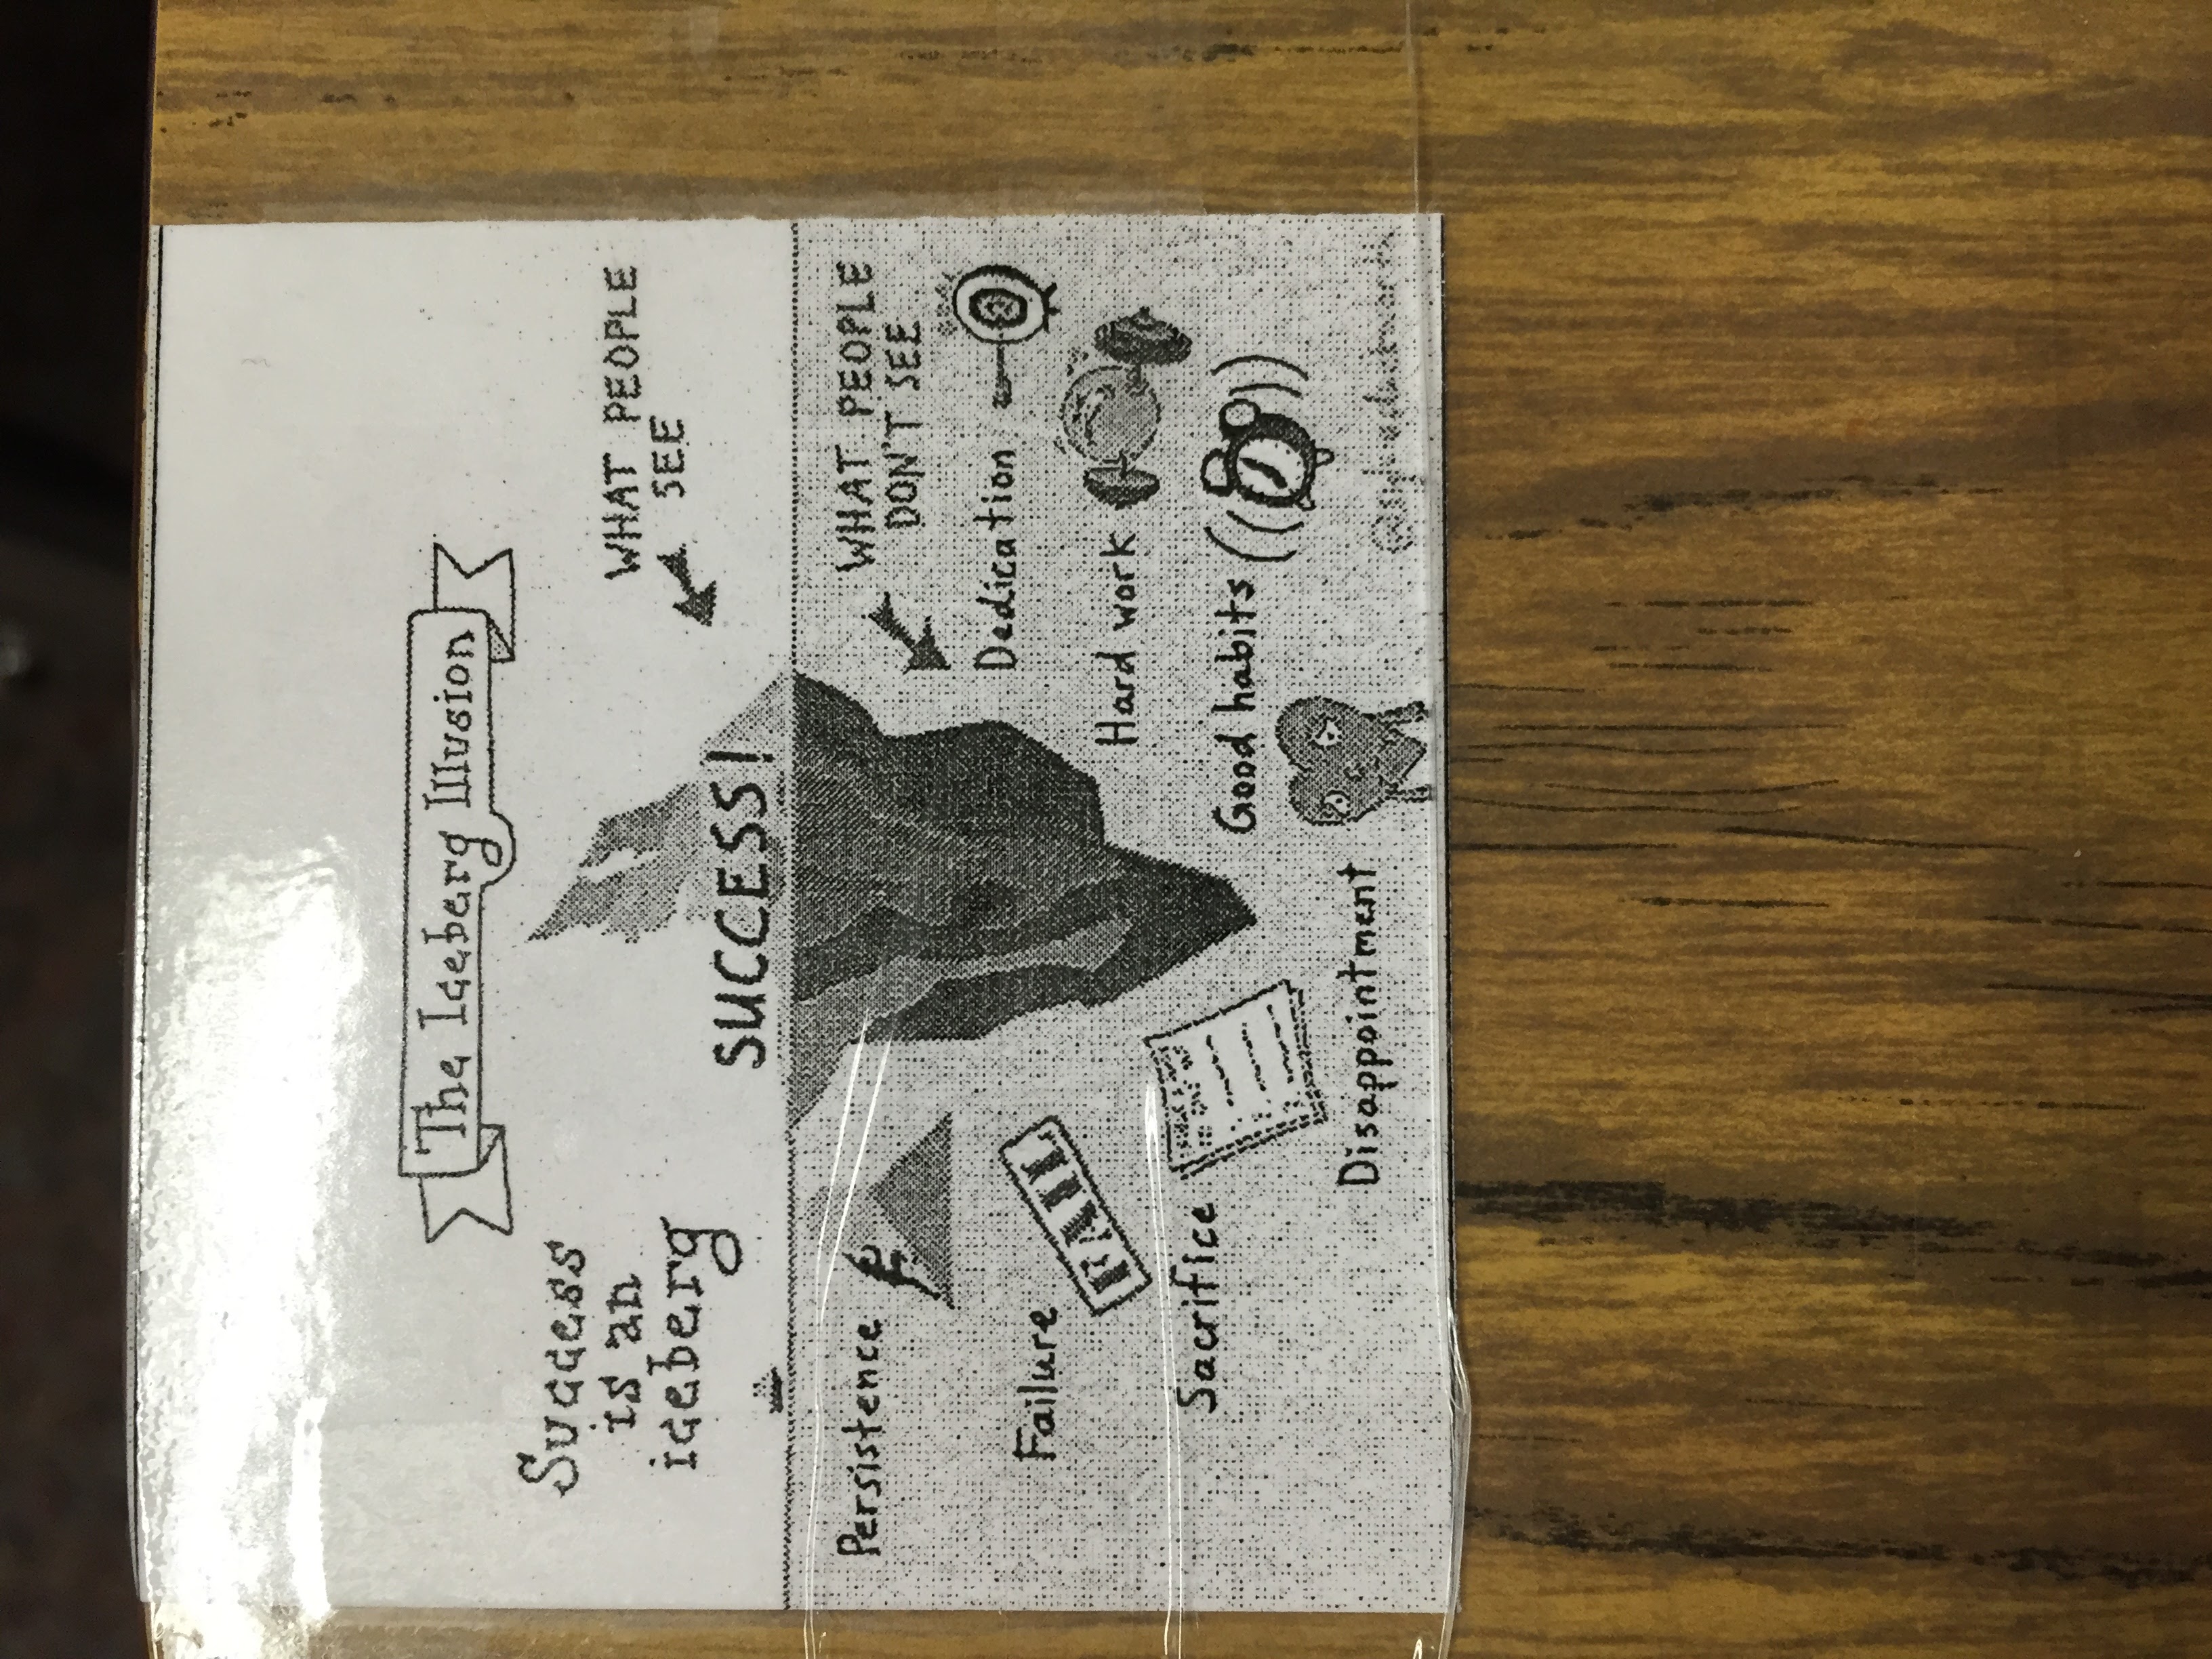 The Iceberg Illusion
Success
is an
iceberg
WHAT PEOPLE
SEE
SUCCESS!
WHAT PEOPLE
DON'T SEE
Persistence
Dedication
Failure
FAIL
Hard work
Sacrifice
Good habits
Disappointment